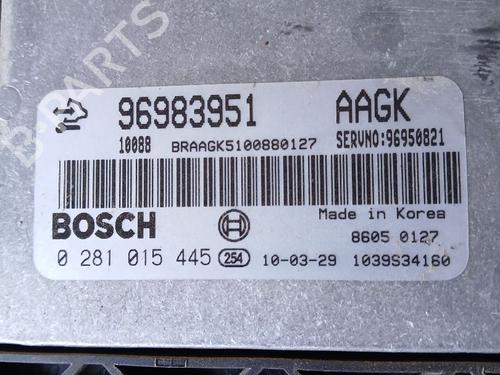 B-PARTS
96983951 AAGK
10088 BRAAGK5100880127 SERVNO:96950821
BOSCH Made in Korea
8605 0127
0 281 015 445 254 10-03-29 1039S34160